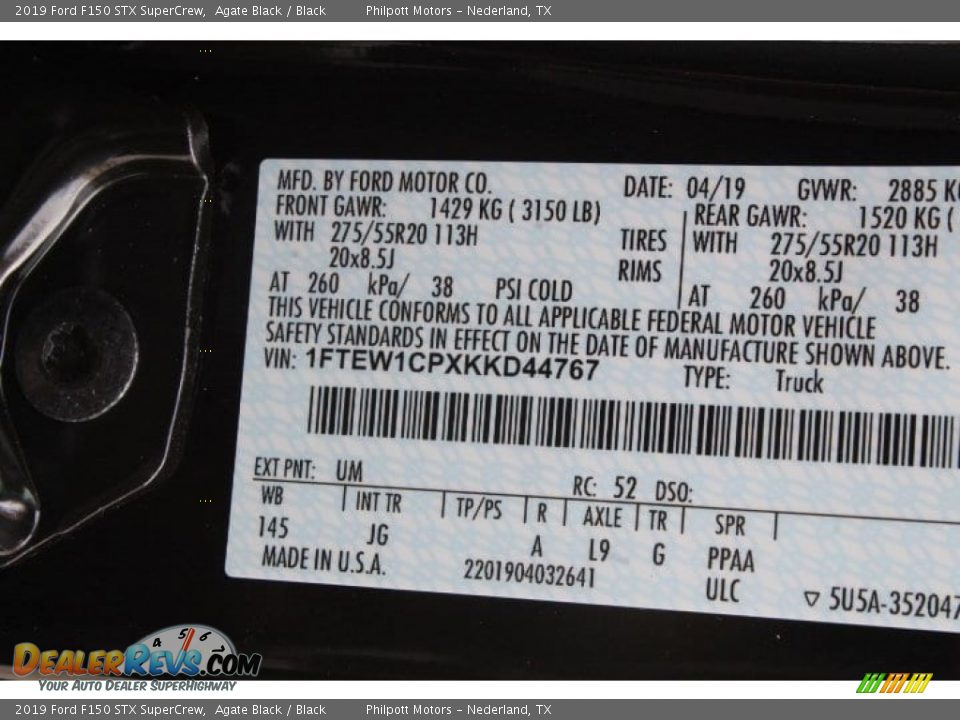 2019 Ford F150 STX SuperCrew, Agate Black / Black Philpott Motors – Nederland, TX
MFD. BY FORD MOTOR CO. DATE: 04/19 GVWR: 2885 KG
FRONT GAWR: 1429 KG ( 3150 LB) REAR GAWR: 1520 KG (
WITH 275/55R20 113H TIRES WITH 275/55R20 113H
20x8.5J RIMS 20x8.5J
AT 260 kPa/ 38 PSI COLD AT 260 kPa/ 38
THIS VEHICLE CONFORMS TO ALL APPLICABLE FEDERAL MOTOR VEHICLE
SAFETY STANDARDS IN EFFECT ON THE DATE OF MANUFACTURE SHOWN ABOVE.
VIN: 1FTEW1CPXKKD44767 TYPE: Truck
EXT PNT: UM RC: 52 DSO:
WB INT TR TP/PS R AXLE TR SPR
145 JG A L9 G PPAA
MADE IN U.S.A. 2201904032641 ULC ▽ 5U5A-352047
4 5 6
DEALERREVS.COM
YOUR AUTO DEALER SUPERHIGHWAY
2019 Ford F150 STX SuperCrew, Agate Black / Black Philpott Motors – Nederland, TX